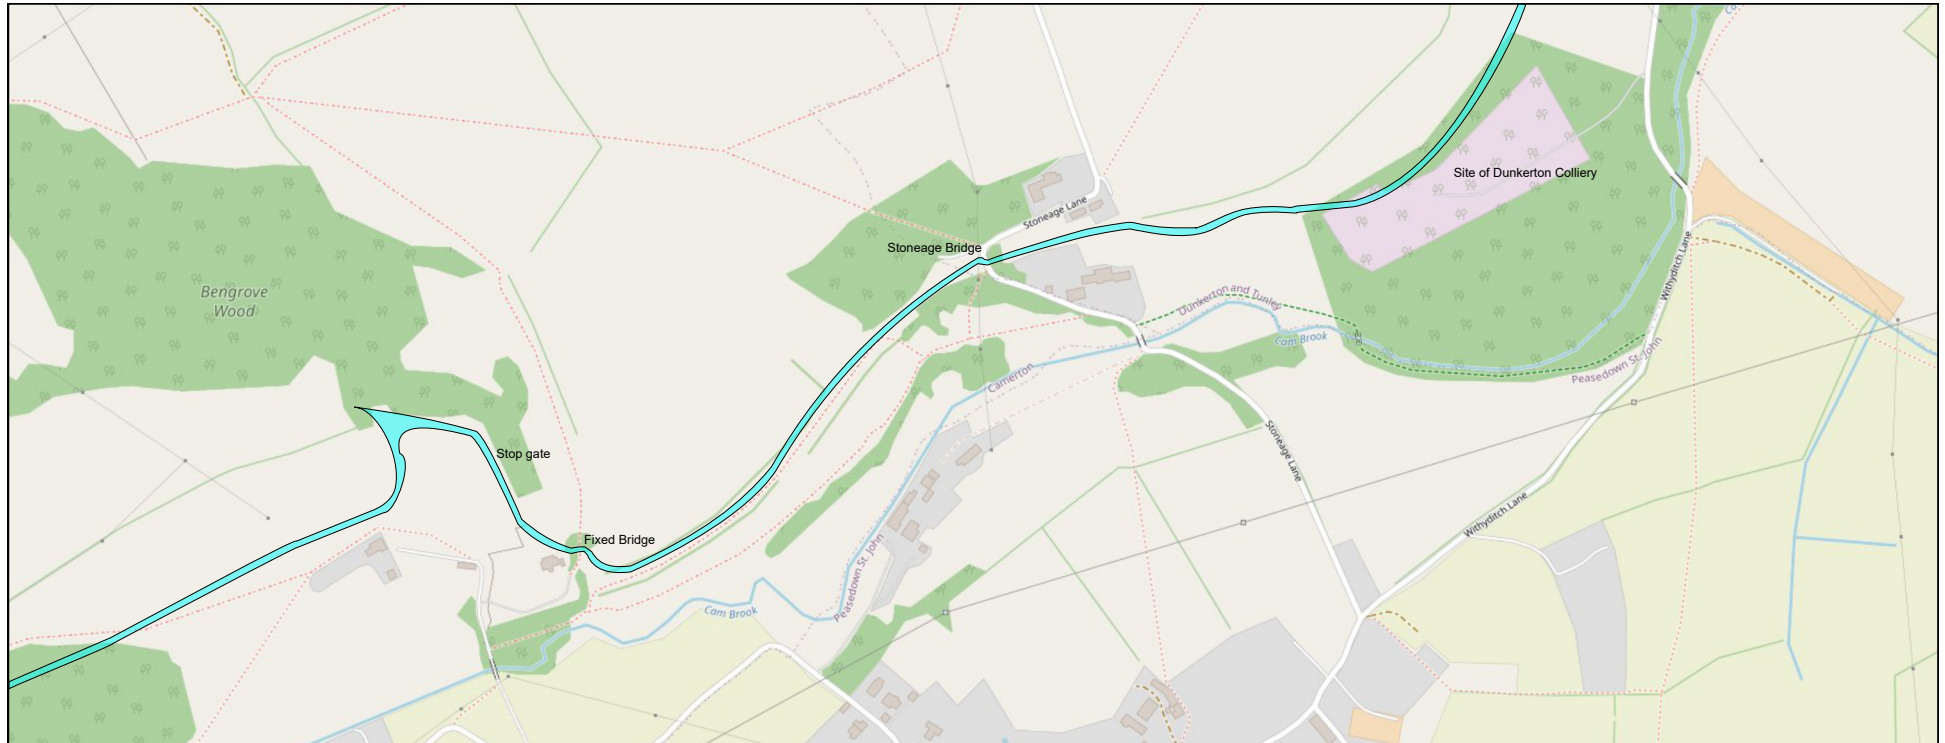 Site of Dunkerton Colliery
Stoneage Lane
Stoneage Bridge
Withyditch Lane
Bengrove
Wood
Dunkerton and Tunley
Cam Brook
Peasedown St. John
Camerton
Stop gate
Stoneage Lane
Fixed Bridge
Withyditch Lane
Peasedown St. John
Cam Brook